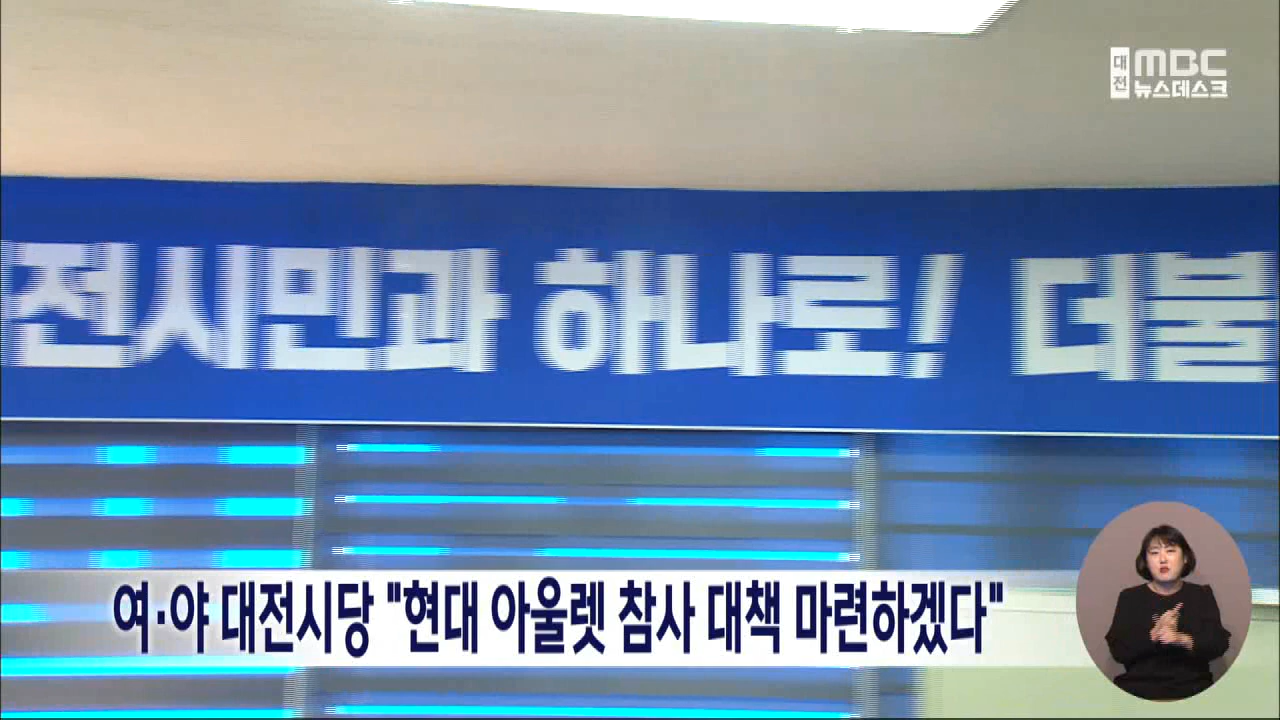 대전
MBC
뉴스데스크
전시민과 하나로! 더불
여·야 대전시당 "현대 아울렛 참사 대책 마련하겠다"